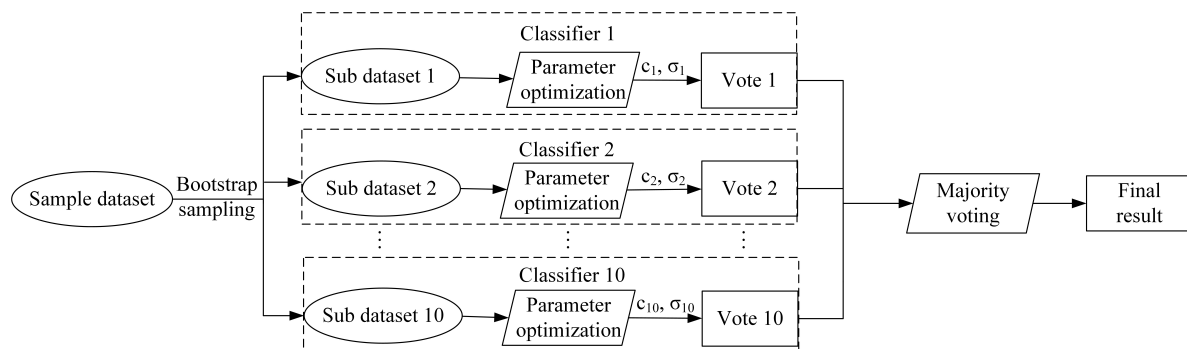 Classifier 1
Sub dataset 1
Parameter
optimization
c₁, σ₁
Vote 1
Classifier 2
Sample dataset
Bootstrap
sampling
Sub dataset 2
Parameter
optimization
c₂, σ₂
Vote 2
Majority
voting
Final
result
Classifier 10
Sub dataset 10
Parameter
optimization
c₁₀, σ₁₀
Vote 10